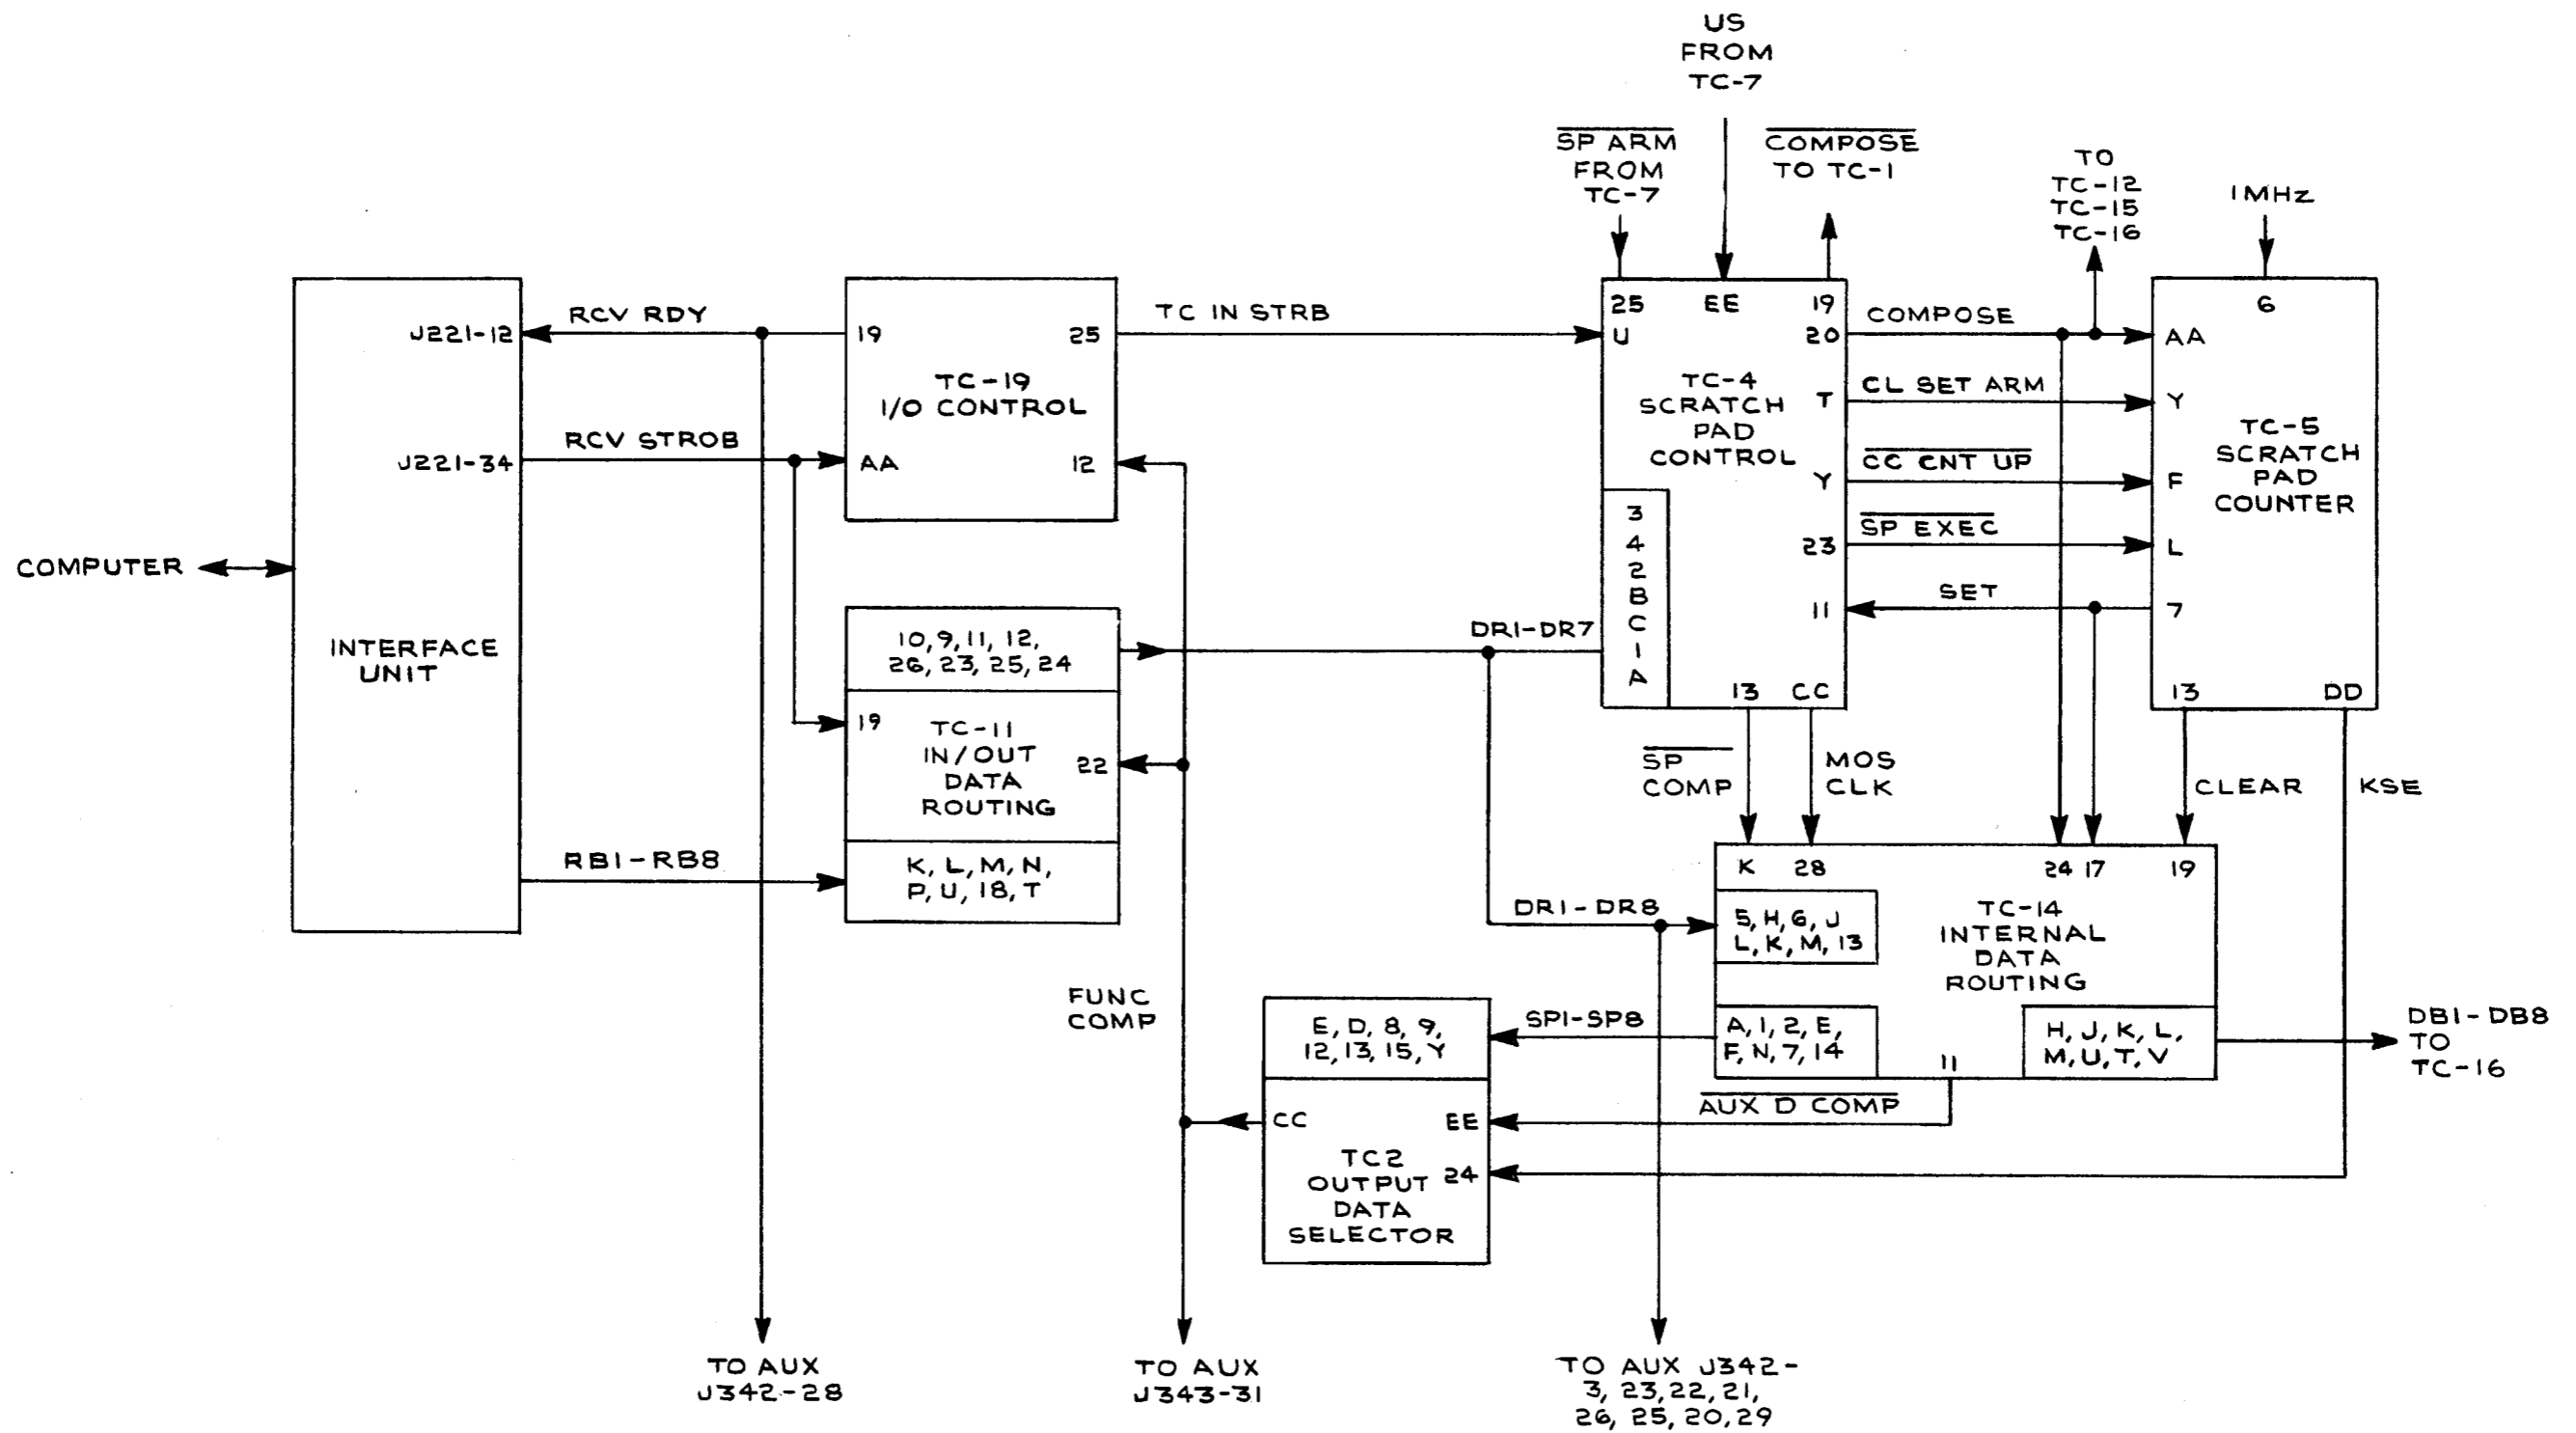 US
FROM
TC-7
SP ARM
FROM
TC-7
COMPOSE
TO TC-1
TO
TC-12
TC-15
TC-16
1MHz
COMPUTER
J221-12
J221-34
INTERFACE
UNIT
RCV RDY
RCV STROB
RB1-RB8
19
25
TC-19
I/O CONTROL
AA
12
TC IN STRB
10, 9, 11, 12,
26, 23, 25, 24
19
TC-11
IN/OUT
DATA
ROUTING
22
K, L, M, N,
P, U, 18, T
DR1-DR7
25
EE
19
U
20
TC-4
SCRATCH
PAD
CONTROL
T
Y
23
11
3
4
2
B
C
1
A
13
CC
COMPOSE
CL SET ARM
CC CNT UP
SP EXEC
SET
6
AA
Y
TC-5
SCRATCH
PAD
COUNTER
F
L
7
13
DD
SP
COMP
MOS
CLK
CLEAR
KSE
K
28
24
17
19
DR1-DR8
5, H, 6, J
L, K, M, 13
TC-14
INTERNAL
DATA
ROUTING
A, 1, 2, E,
F, N, 7, 14
11
H, J, K, L,
M, U, T, V
DB1-DB8
TO
TC-16
FUNC
COMP
SP1-SP8
E, D, 8, 9,
12, 13, 15, Y
AUX D COMP
CC
EE
24
TC2
OUTPUT
DATA
SELECTOR
TO AUX
J342-28
TO AUX
J343-31
TO AUX J342-
3, 23, 22, 21,
26, 25, 20, 29